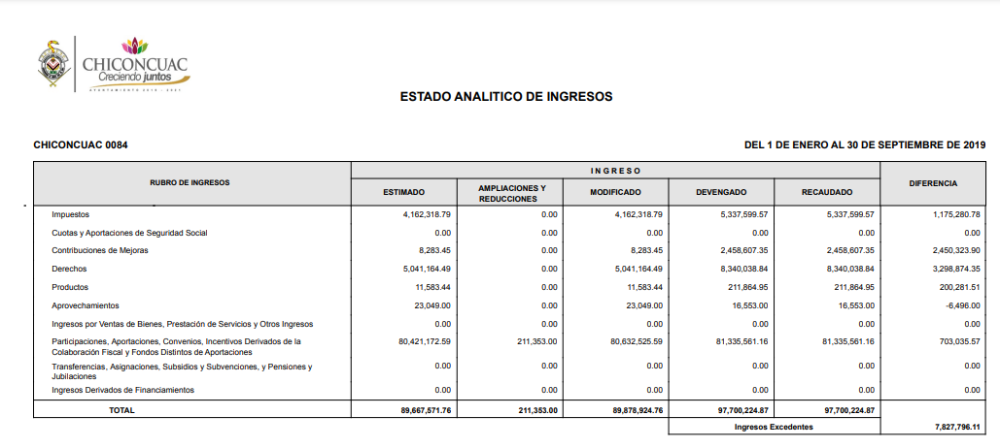 CHICONCUAC
Creciendo juntos
AYUNTAMIENTO 2019 - 2021
ESTADO ANALITICO DE INGRESOS
CHICONCUAC 0084 DEL 1 DE ENERO AL 30 DE SEPTIEMBRE DE 2019
RUBRO DE INGRESOS I N G R E S O DIFERENCIA
ESTIMADO AMPLIACIONES Y REDUCCIONES MODIFICADO DEVENGADO RECAUDADO
Impuestos 4,162,318.79 0.00 4,162,318.79 5,337,599.57 5,337,599.57 1,175,280.78
Cuotas y Aportaciones de Seguridad Social 0.00 0.00 0.00 0.00 0.00 0.00
Contribuciones de Mejoras 8,283.45 0.00 8,283.45 2,458,607.35 2,458,607.35 2,450,323.90
Derechos 5,041,164.49 0.00 5,041,164.49 8,340,038.84 8,340,038.84 3,298,874.35
Productos 11,583.44 0.00 11,583.44 211,864.95 211,864.95 200,281.51
Aprovechamientos 23,049.00 0.00 23,049.00 16,553.00 16,553.00 -6,496.00
Ingresos por Ventas de Bienes, Prestación de Servicios y Otros Ingresos 0.00 0.00 0.00 0.00 0.00 0.00
Participaciones, Aportaciones, Convenios, Incentivos Derivados de la 80,421,172.59 211,353.00 80,632,525.59 81,335,561.16 81,335,561.16 703,035.57
Colaboración Fiscal y Fondos Distintos de Aportaciones
Transferencias, Asignaciones, Subsidios y Subvenciones, y Pensiones y 0.00 0.00 0.00 0.00 0.00 0.00
Jubilaciones
Ingresos Derivados de Financiamientos 0.00 0.00 0.00 0.00 0.00 0.00
TOTAL 89,667,571.76 211,353.00 89,878,924.76 97,700,224.87 97,700,224.87
Ingresos Excedentes 7,827,796.11